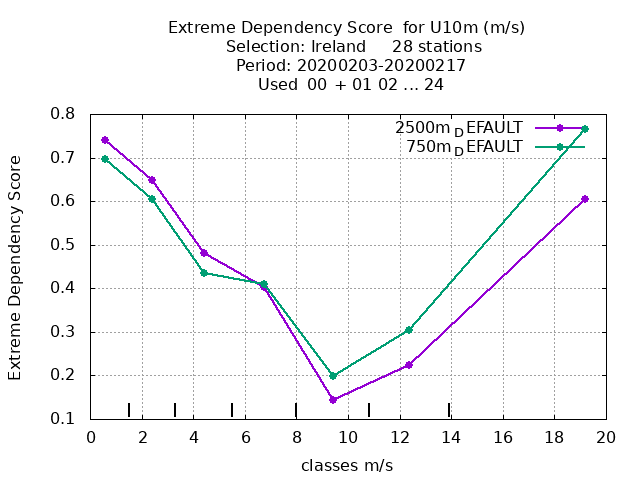 Extreme Dependency Score  for U10m (m/s)
Selection: Ireland     28 stations
Period: 20200203-20200217
Used  00  + 01 02 ... 24
2500m_DEFAULT
750m_DEFAULT
Extreme Dependency Score
0.8
0.7
0.6
0.5
0.4
0.3
0.2
0.1
0 2 4 6 8 10 12 14 16 18 20
classes m/s